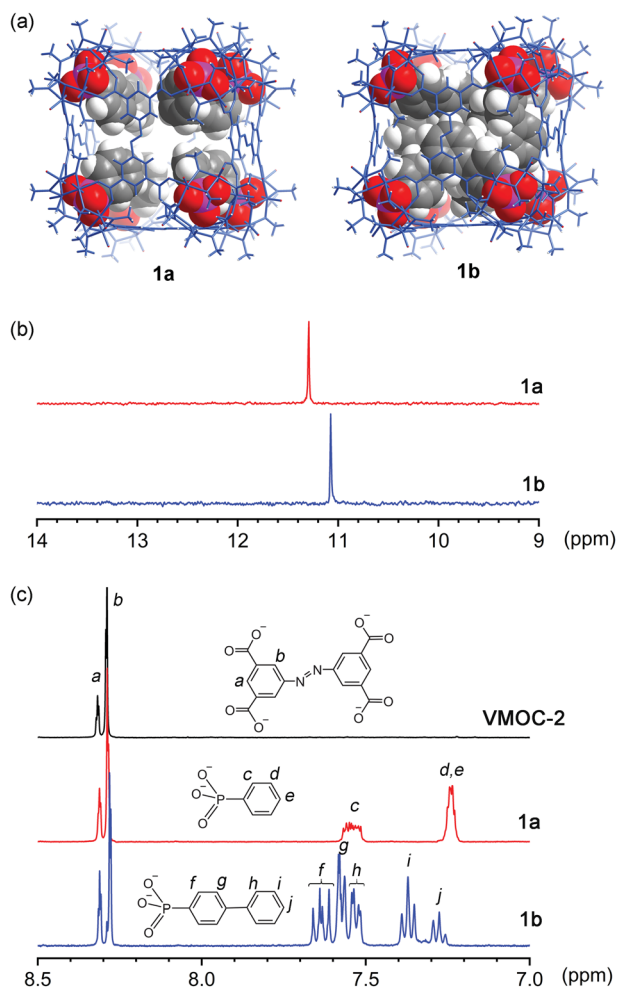 (a)
1a
1b
(b)
1a
1b
14 13 12 11 10 9 (ppm)
(c)
b
a
O⁻ O⁻
O O
b
a
N N
O O
O⁻ O⁻
VMOC-2
O⁻ c d
O⁻ P e
O
c
d,e
1a
O⁻ f g h i
O⁻ P j
O
f
g
h
i
j
1b
8.5 8.0 7.5 7.0 (ppm)